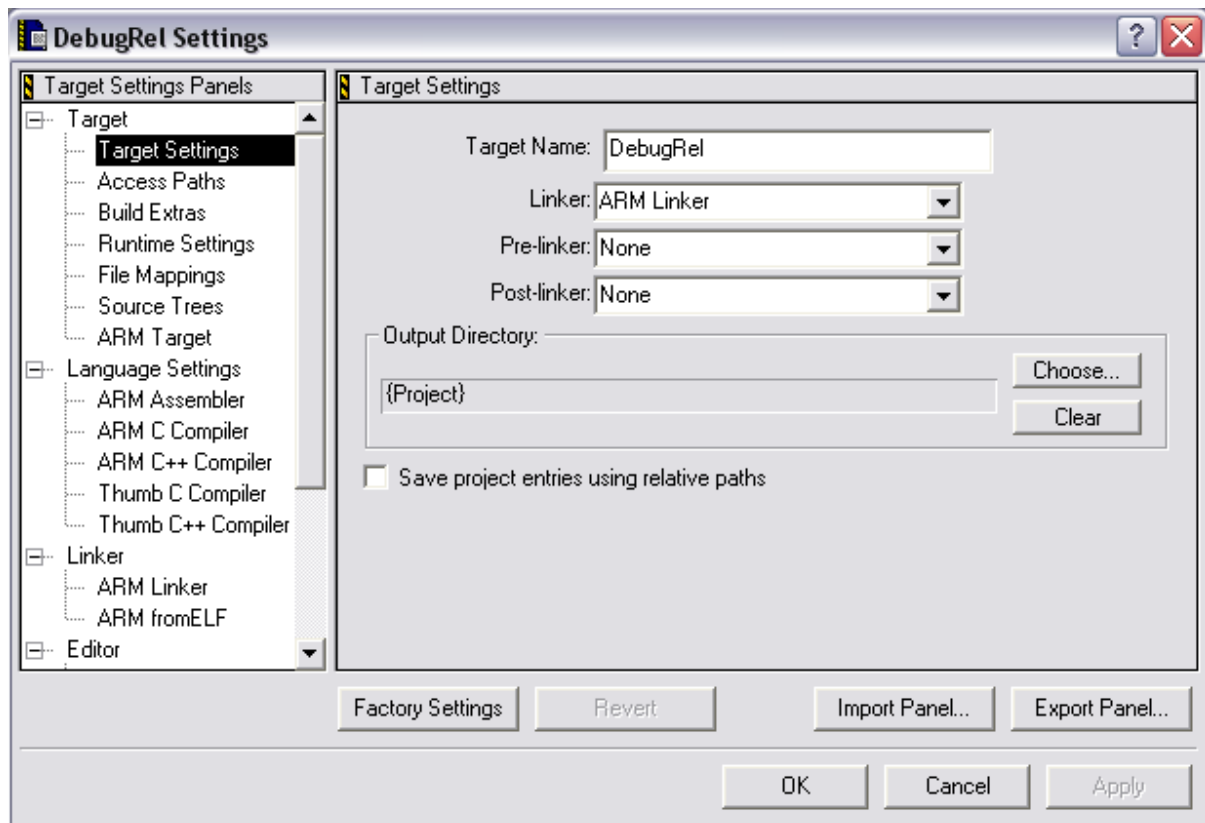 DebugRel Settings
?
Target Settings Panels
Target
Target Settings
Access Paths
Build Extras
Runtime Settings
File Mappings
Source Trees
ARM Target
Language Settings
ARM Assembler
ARM C Compiler
ARM C++ Compiler
Thumb C Compiler
Thumb C++ Compiler
Linker
ARM Linker
ARM fromELF
Editor
Target Settings
Target Name: DebugRel
Linker: ARM Linker
Pre-linker: None
Post-linker: None
Output Directory:
{Project}
Choose...
Clear
Save project entries using relative paths
Factory Settings Revert Import Panel... Export Panel...
OK Cancel Apply